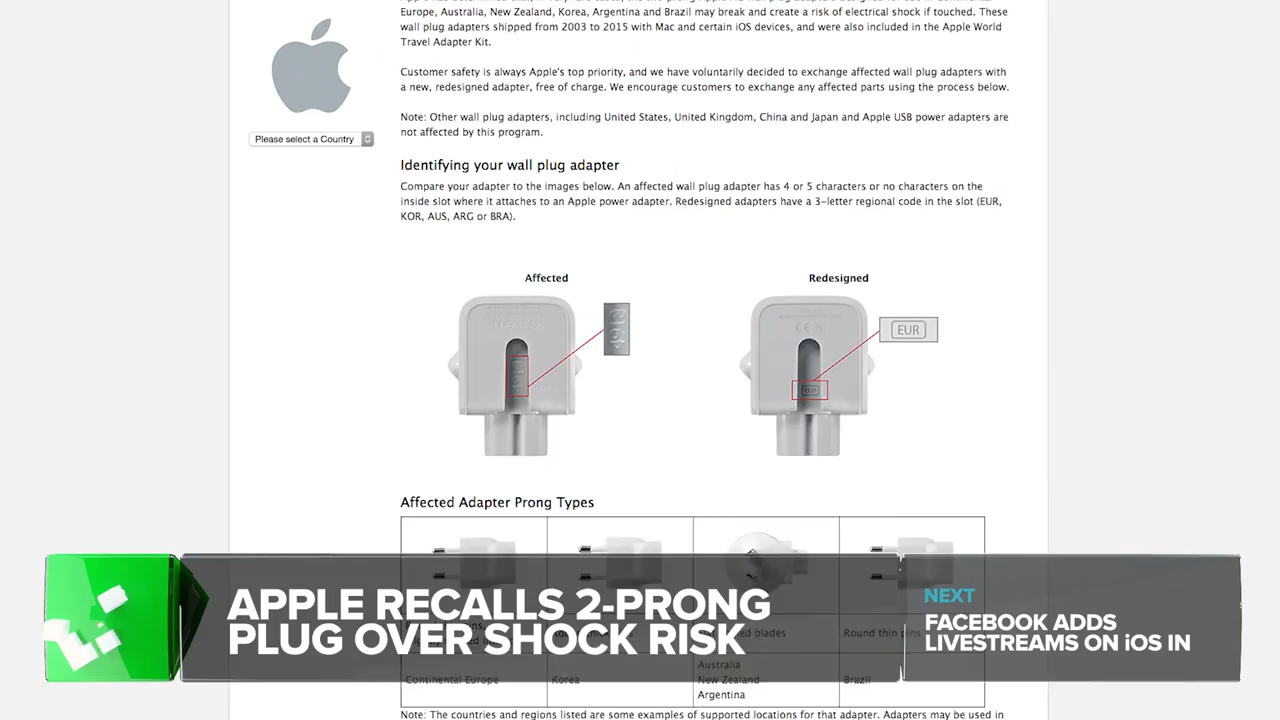 Europe, Australia, New Zealand, Korea, Argentina and Brazil may break and create a risk of electrical shock if touched. These
wall plug adapters shipped from 2003 to 2015 with Mac and certain iOS devices, and were also included in the Apple World
Travel Adapter Kit.
Customer safety is always Apple's top priority, and we have voluntarily decided to exchange affected wall plug adapters with
a new, redesigned adapter, free of charge. We encourage customers to exchange any affected parts using the process below.
Please select a Country
Note: Other wall plug adapters, including United States, United Kingdom, China and Japan and Apple USB power adapters are
not affected by this program.
Identifying your wall plug adapter
Compare your adapter to the images below. An affected wall plug adapter has 4 or 5 characters or no characters on the
inside slot where it attaches to an Apple power adapter. Redesigned adapters have a 3-letter regional code in the slot (EUR,
KOR, AUS, ARG or BRA).
Affected
Redesigned
CE
EUR
EUR
Affected Adapter Prong Types
APPLE RECALLS 2-PRONG
PLUG OVER SHOCK RISK
NEXT
FACEBOOK ADDS
LIVESTREAMS ON iOS IN
blades
Round thin pins
Continental Europe
Korea
Australia
New Zealand
Argentina
Brazil
Note: The countries and regions listed are some examples of supported locations for that adapter. Adapters may be used in